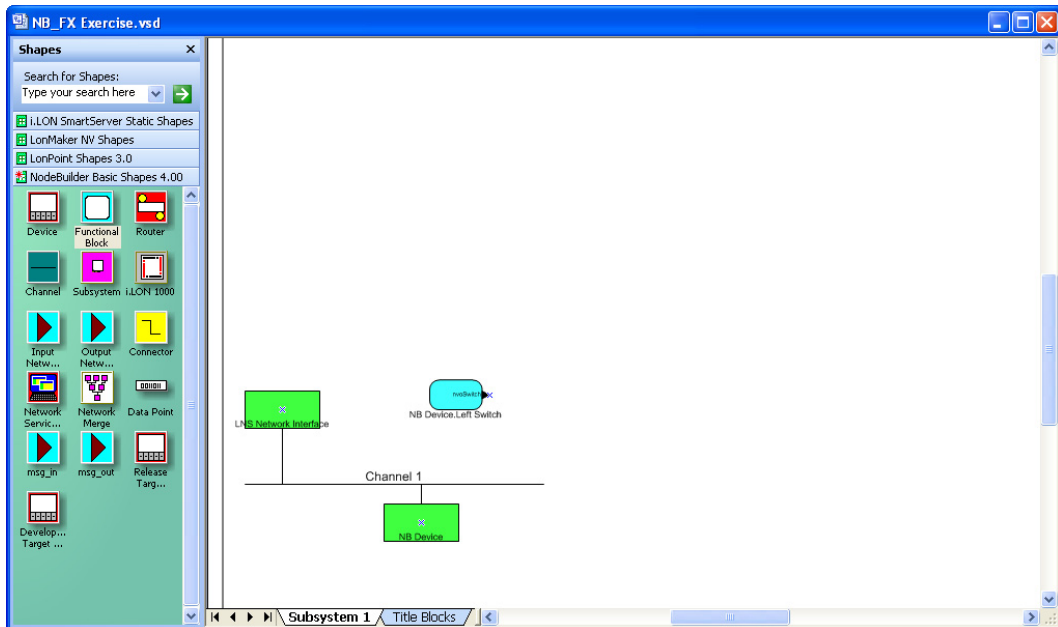 NB_FX Exercise.vsd
Shapes
Search for Shapes:
Type your search here
i.LON SmartServer Static Shapes
LonMaker NV Shapes
LonPoint Shapes 3.0
NodeBuilder Basic Shapes 4.00
Device
Functional
Block
Router
Channel
Subsystem
i.LON 1000
Input
Netw...
Output
Netw...
Connector
Network
Servic...
Network
Merge
Data Point
msg_in
msg_out
Release
Targ...
Develop...
Target ...
nvoSwitch
NB Device.Left Switch
LNS Network Interface
Channel 1
NB Device
Subsystem 1
Title Blocks